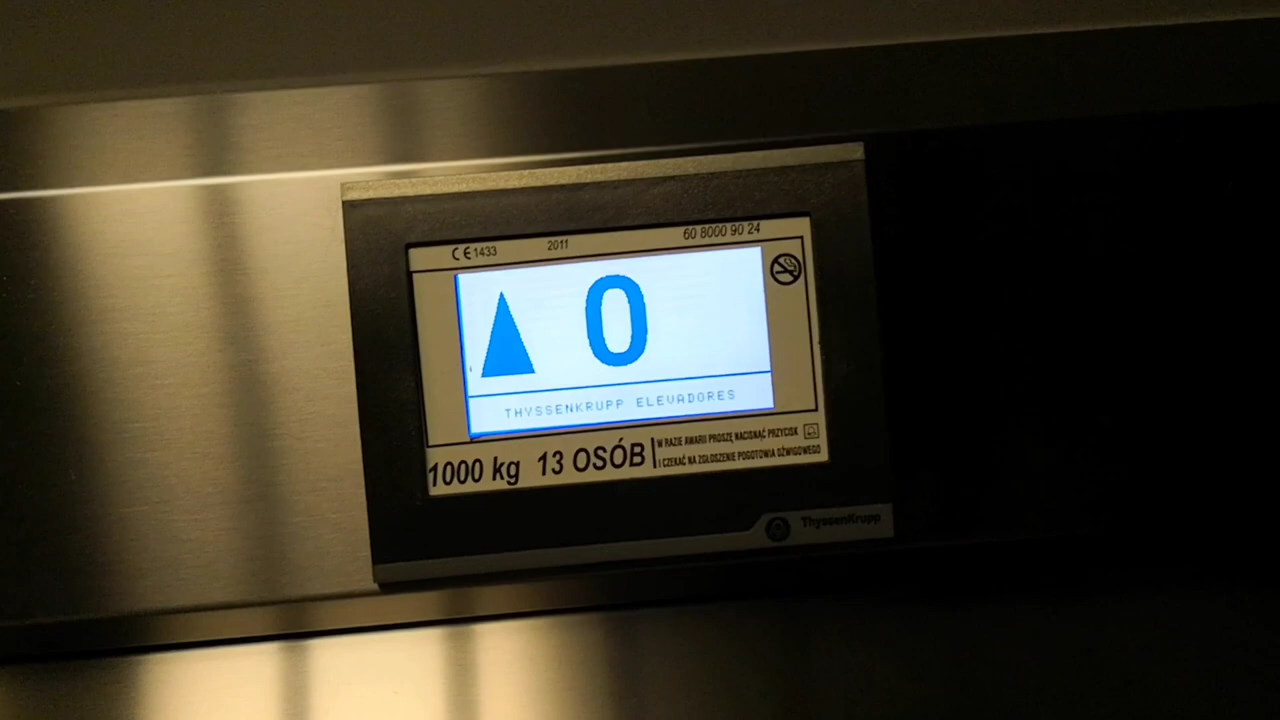 CE 1433 2011 60 8000 90 24
0
THYSSENKRUPP ELEVADORES
1000 kg 13 OSÓB
W RAZIE AWARII PROSZĘ NACISNĄĆ PRZYCISK
I CZEKAĆ NA ZGŁOSZENIE POGOTOWIA DŹWIGOWEGO
ThyssenKrupp